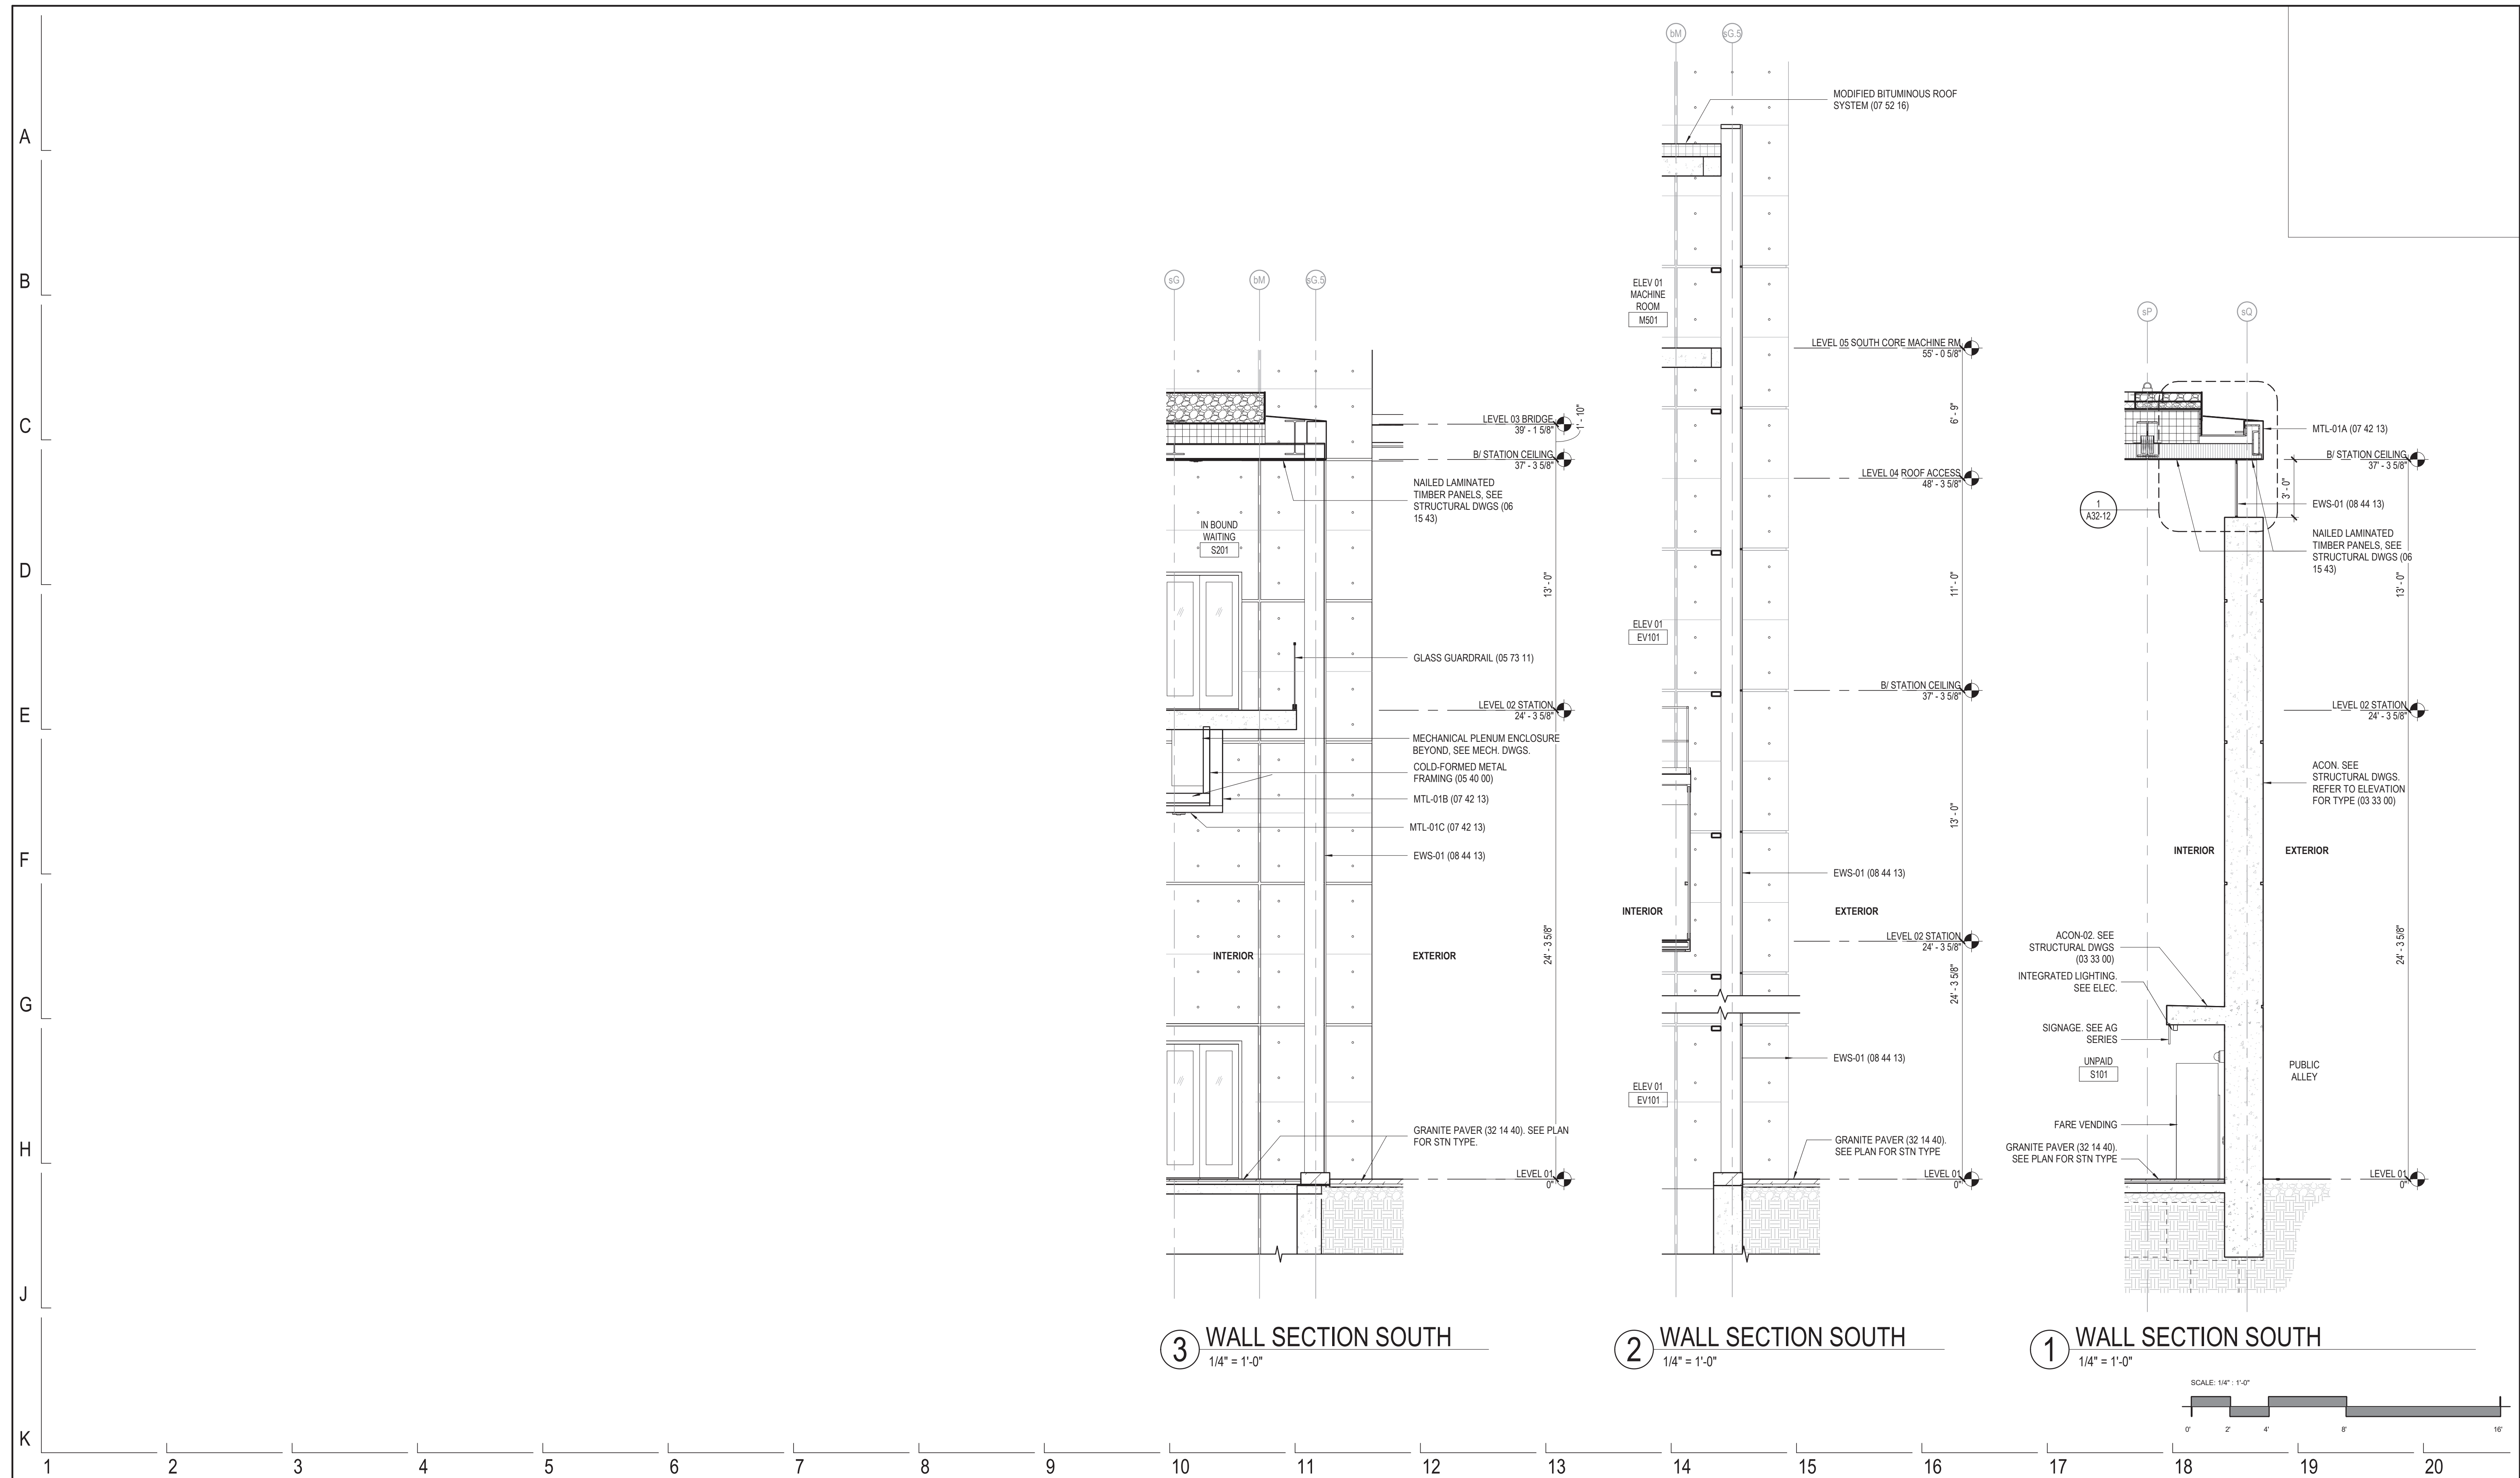 A
B
C
D
E
F
G
H
J
K
1
2
3
4
5
6
7
8
9
10
11
12
13
14
15
16
17
18
19
20
sG
bM
sG.5
LEVEL 03 BRIDGE
39' - 1 5/8"
1' - 10"
B/ STATION CEILING
37' - 3 5/8"
NAILED LAMINATED
TIMBER PANELS, SEE
STRUCTURAL DWGS (06
15 43)
IN BOUND
WAITING
S201
13' - 0"
GLASS GUARDRAIL (05 73 11)
LEVEL 02 STATION
24' - 3 5/8"
MECHANICAL PLENUM ENCLOSURE
BEYOND, SEE MECH. DWGS.
COLD-FORMED METAL
FRAMING (05 40 00)
MTL-01B (07 42 13)
MTL-01C (07 42 13)
EWS-01 (08 44 13)
INTERIOR
EXTERIOR
24' - 3 5/8"
GRANITE PAVER (32 14 40). SEE PLAN
FOR STN TYPE.
LEVEL 01
0"
3
WALL SECTION SOUTH
1/4" = 1'-0"
bM
sG.5
MODIFIED BITUMINOUS ROOF
SYSTEM (07 52 16)
ELEV 01
MACHINE
ROOM
M501
LEVEL 05 SOUTH CORE MACHINE RM
55' - 0 5/8"
6' - 9"
LEVEL 04 ROOF ACCESS
48' - 3 5/8"
11' - 0"
ELEV 01
EV101
B/ STATION CEILING
37' - 3 5/8"
13' - 0"
EWS-01 (08 44 13)
INTERIOR
EXTERIOR
LEVEL 02 STATION
24' - 3 5/8"
24' - 3 5/8"
EWS-01 (08 44 13)
ELEV 01
EV101
GRANITE PAVER (32 14 40).
SEE PLAN FOR STN TYPE
LEVEL 01
0"
2
WALL SECTION SOUTH
1/4" = 1'-0"
sP
sQ
MTL-01A (07 42 13)
B/ STATION CEILING
37' - 3 5/8"
3' - 0"
1
A32-12
EWS-01 (08 44 13)
NAILED LAMINATED
TIMBER PANELS, SEE
STRUCTURAL DWGS (06
15 43)
13' - 0"
LEVEL 02 STATION
24' - 3 5/8"
ACON. SEE
STRUCTURAL DWGS.
REFER TO ELEVATION
FOR TYPE (03 33 00)
INTERIOR
EXTERIOR
ACON-02. SEE
STRUCTURAL DWGS
(03 33 00)
24' - 3 5/8"
INTEGRATED LIGHTING.
SEE ELEC.
SIGNAGE. SEE AG
SERIES
UNPAID
S101
PUBLIC
ALLEY
FARE VENDING
GRANITE PAVER (32 14 40).
SEE PLAN FOR STN TYPE
LEVEL 01
0"
1
WALL SECTION SOUTH
1/4" = 1'-0"
SCALE: 1/4" : 1'-0"
0'
2'
4'
8'
16'